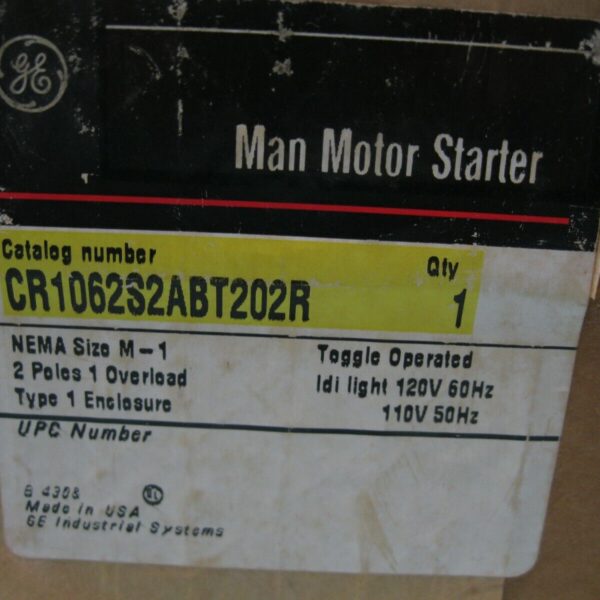 GE
Man Motor Starter
Catalog number Qty
CR1062S2ABT202R 1
NEMA Size M-1 Toggle Operated
2 Poles 1 Overload Idi light 120V 60Hz
Type 1 Enclosure 110V 50Hz
UPC Number
UL
Made in USA
GE Industrial Systems